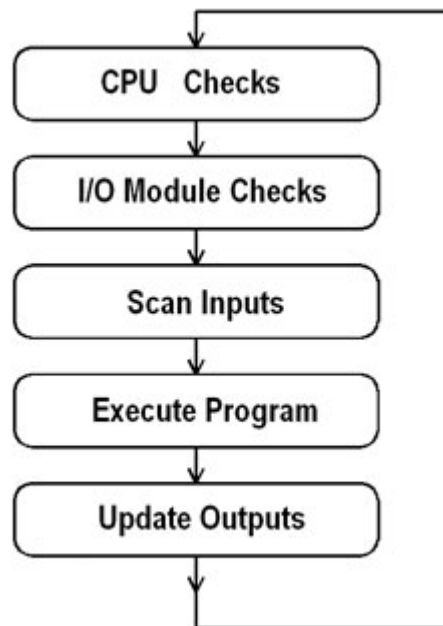 CPU Checks
I/O Module Checks
Scan Inputs
Execute Program
Update Outputs